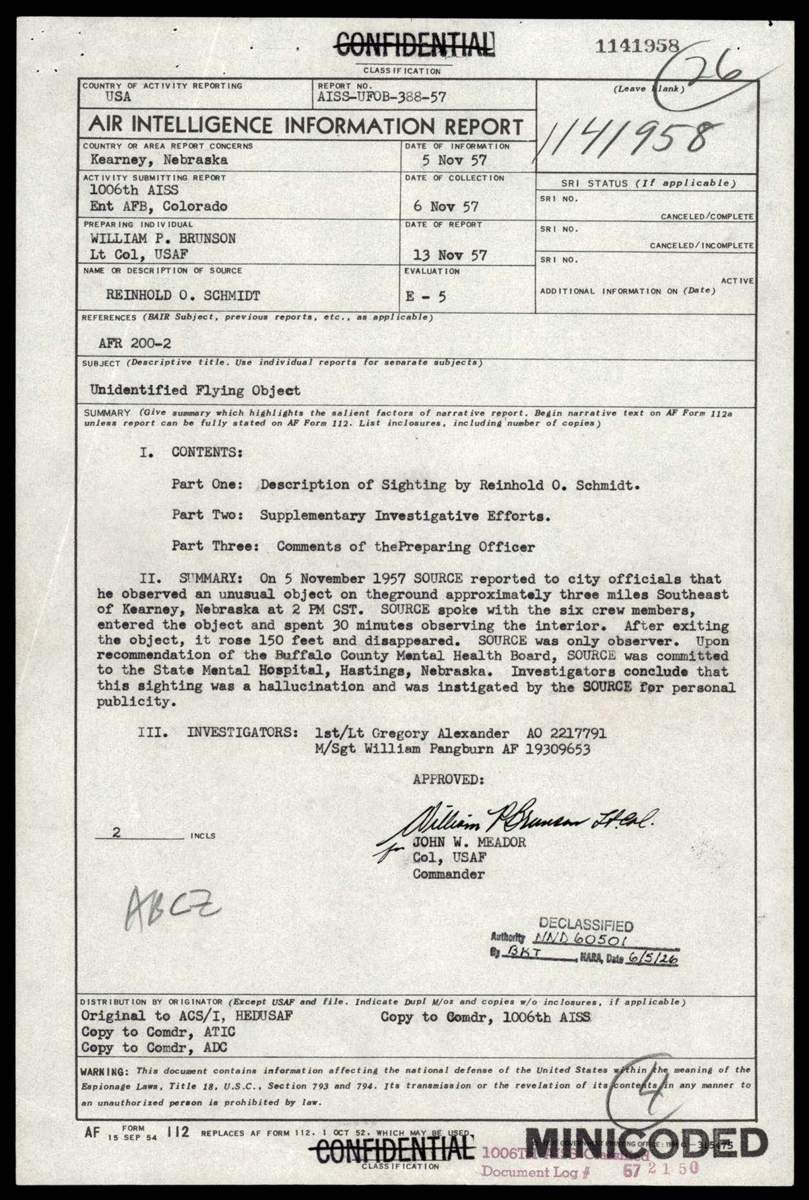 CONFIDENTIAL
CLASSIFICATION
1141958
26
COUNTRY OF ACTIVITY REPORTING
USA
REPORT NO.
AISS-UFOB-388-57
(Leave blank)
AIR INTELLIGENCE INFORMATION REPORT
1141958
COUNTRY OR AREA REPORT CONCERNS
Kearney, Nebraska
DATE OF INFORMATION
5 Nov 57
ACTIVITY SUBMITTING REPORT
1006th AISS
Ent AFB, Colorado
DATE OF COLLECTION
6 Nov 57
SRI STATUS (If applicable)
SRI NO.
CANCELED/COMPLETE
PREPARING INDIVIDUAL
WILLIAM P. BRUNSON
Lt Col, USAF
DATE OF REPORT
13 Nov 57
SRI NO.
CANCELED/INCOMPLETE
NAME OR DESCRIPTION OF SOURCE
REINHOLD O. SCHMIDT
EVALUATION
E - 5
SRI NO.
ACTIVE
ADDITIONAL INFORMATION ON (Date)
REFERENCES (BAIR Subject, previous reports, etc., as applicable)
AFR 200-2
SUBJECT (Descriptive title. Use individual reports for separate subjects)
Unidentified Flying Object
SUMMARY (Give summary which highlights the salient factors of narrative report. Begin narrative text on AF Form 112a
unless report can be fully stated on AF Form 112. List inclosures, including number of copies)
I. CONTENTS:
Part One: Description of Sighting by Reinhold O. Schmidt.
Part Two: Supplementary Investigative Efforts.
Part Three: Comments of thePreparing Officer
II. SUMMARY: On 5 November 1957 SOURCE reported to city officials that
he observed an unusual object on theground approximately three miles Southeast
of Kearney, Nebraska at 2 PM CST. SOURCE spoke with the six crew members,
entered the object and spent 30 minutes observing the interior. After exiting
the object, it rose 150 feet and disappeared. SOURCE was only observer. Upon
recommendation of the Buffalo County Mental Health Board, SOURCE was committed
to the State Mental Hospital, Hastings, Nebraska. Investigators conclude that
this sighting was a hallucination and was instigated by the SOURCE for personal
publicity.
III. INVESTIGATORS: 1st/Lt Gregory Alexander AO 2217791
M/Sgt William Pangburn AF 19309653
APPROVED:
William P Brunson Lt Col.
2 INCLS
for JOHN W. MEADOR
Col, USAF
Commander
ABCZ
DECLASSIFIED
Authority NND 60501
By BKT, NARA, Date 6/5/26
DISTRIBUTION BY ORIGINATOR (Except USAF and file. Indicate Dupl M/oz and copies w/o inclosures, if applicable)
Original to ACS/I, HEDUSAF
Copy to Comdr, 1006th AISS
Copy to Comdr, ATIC
Copy to Comdr, ADC
WARNING: This document contains information affecting the national defense of the United States within the meaning of the
Espionage Laws, Title 18, U.S.C., Section 793 and 794. Its transmission or the revelation of its contents in any manner to
an unauthorized person is prohibited by law.
4
AF FORM 15 SEP 54 112 REPLACES AF FORM 112, 1 OCT 52, WHICH MAY BE USED.
CONFIDENTIAL
CLASSIFICATION
MINICODED
1006TH AISS
Document Log # 57 2150